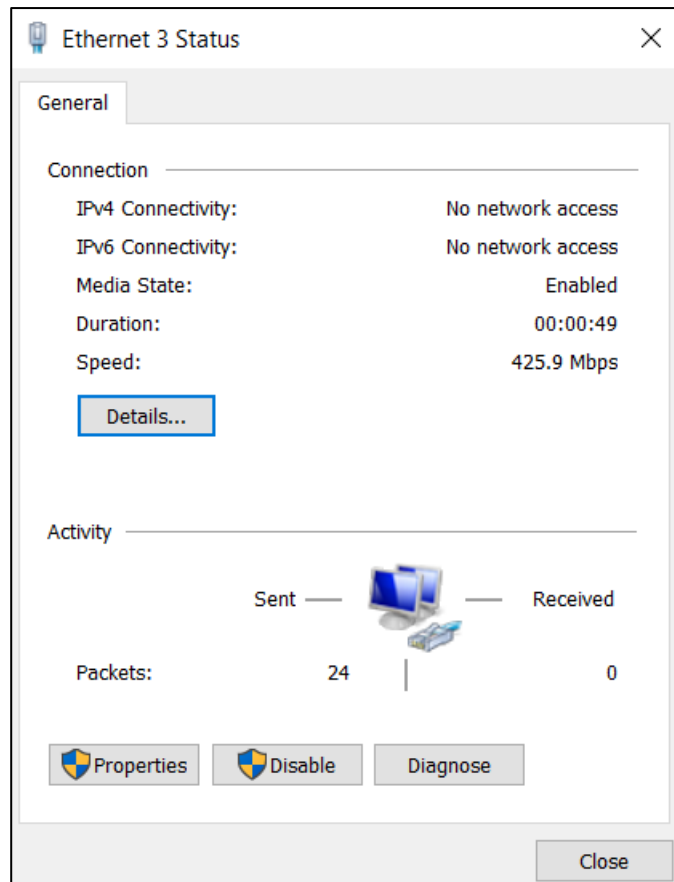 Ethernet 3 Status
General
Connection
IPv4 Connectivity: No network access
IPv6 Connectivity: No network access
Media State: Enabled
Duration: 00:00:49
Speed: 425.9 Mbps
Details...
Activity
Sent Received
Packets: 24 0
Properties Disable Diagnose
Close